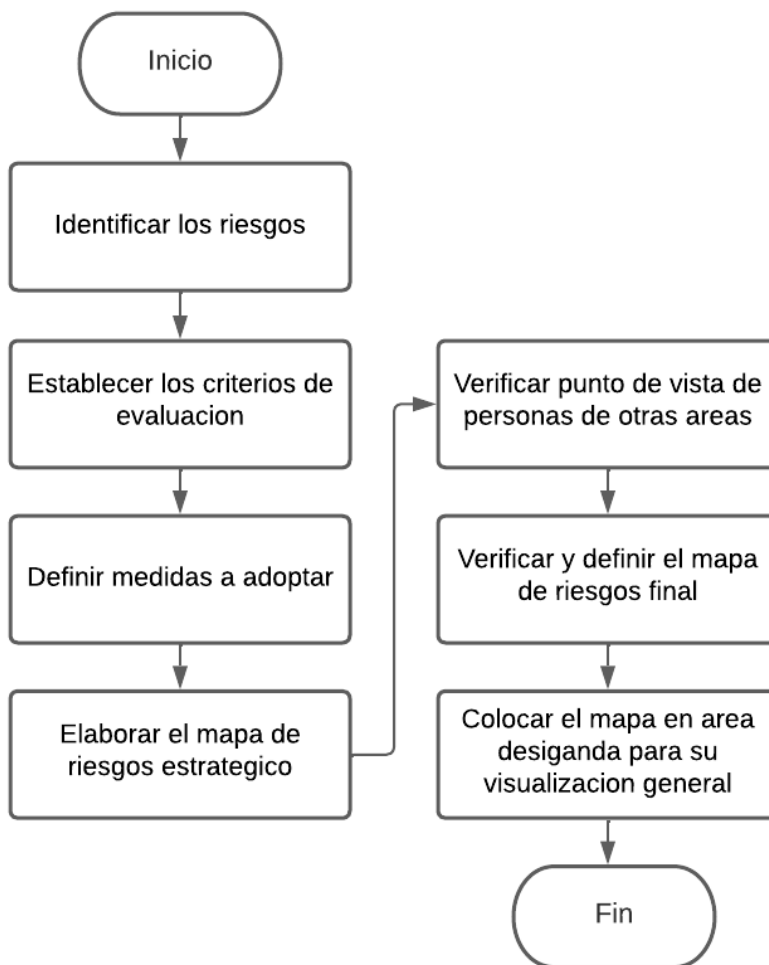 Inicio
Identificar los riesgos
Establecer los criterios de
evaluacion
Definir medidas a adoptar
Elaborar el mapa de
riesgos estrategico
Verificar punto de vista de
personas de otras areas
Verificar y definir el mapa
de riesgos final
Colocar el mapa en area
desiganda para su
visualizacion general
Fin